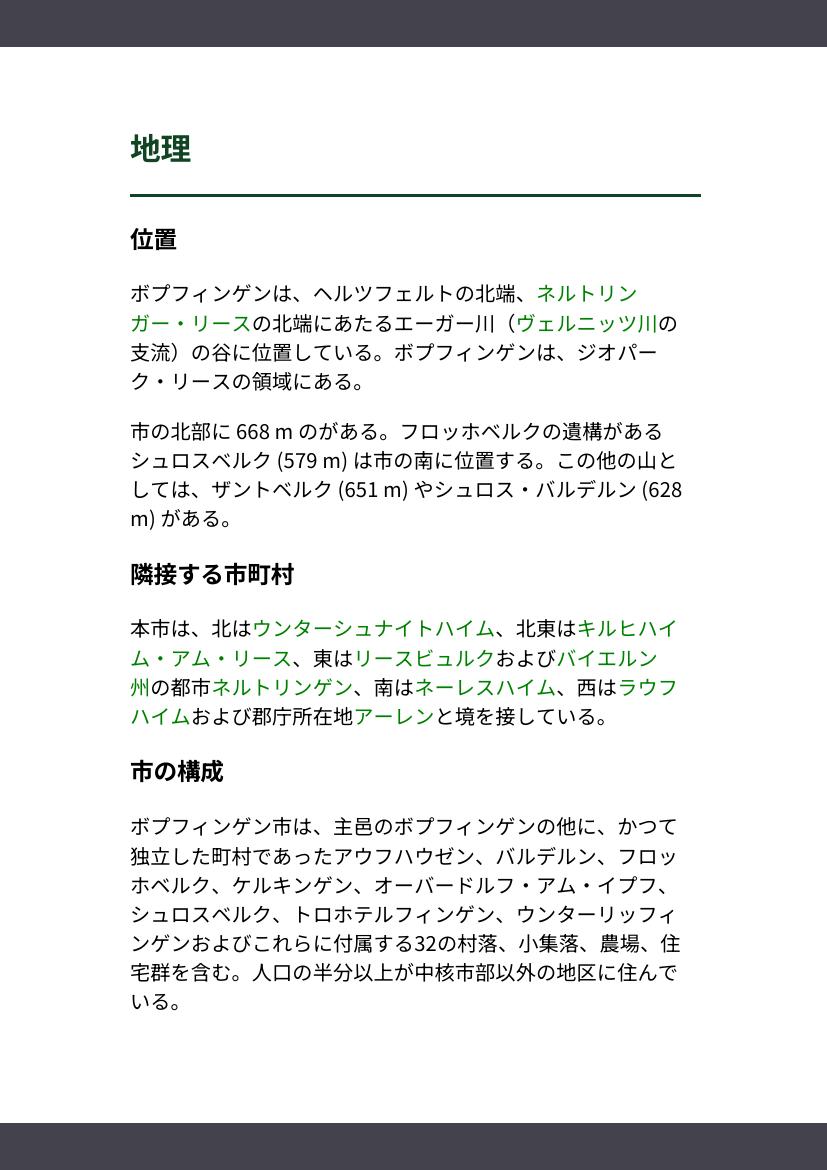 地理
位置
ボプフィンゲンは、ヘルツフェルトの北端、ネルトリン
ガー・リースの北端にあたるエーガー川（ヴェルニッツ川の
支流）の谷に位置している。ボプフィンゲンは、ジオパー
ク・リースの領域にある。
市の北部に 668 m のがある。フロッホベルクの遺構がある
シュロスベルク (579 m) は市の南に位置する。この他の山と
しては、ザントベルク (651 m) やシュロス・バルデルン (628
m) がある。
隣接する市町村
本市は、北はウンターシュナイトハイム、北東はキルヒハイ
ム・アム・リース、東はリースビュルクおよびバイエルン
州の都市ネルトリンゲン、南はネーレスハイム、西はラウフ
ハイムおよび郡庁所在地アーレンと境を接している。
市の構成
ボプフィンゲン市は、主邑のボプフィンゲンの他に、かつて
独立した町村であったアウフハウゼン、バルデルン、フロッ
ホベルク、ケルキンゲン、オーバードルフ・アム・イプフ、
シュロスベルク、トロホテルフィンゲン、ウンターリッフィ
ンゲンおよびこれらに付属する32の村落、小集落、農場、住
宅群を含む。人口の半分以上が中核市部以外の地区に住んで
いる。